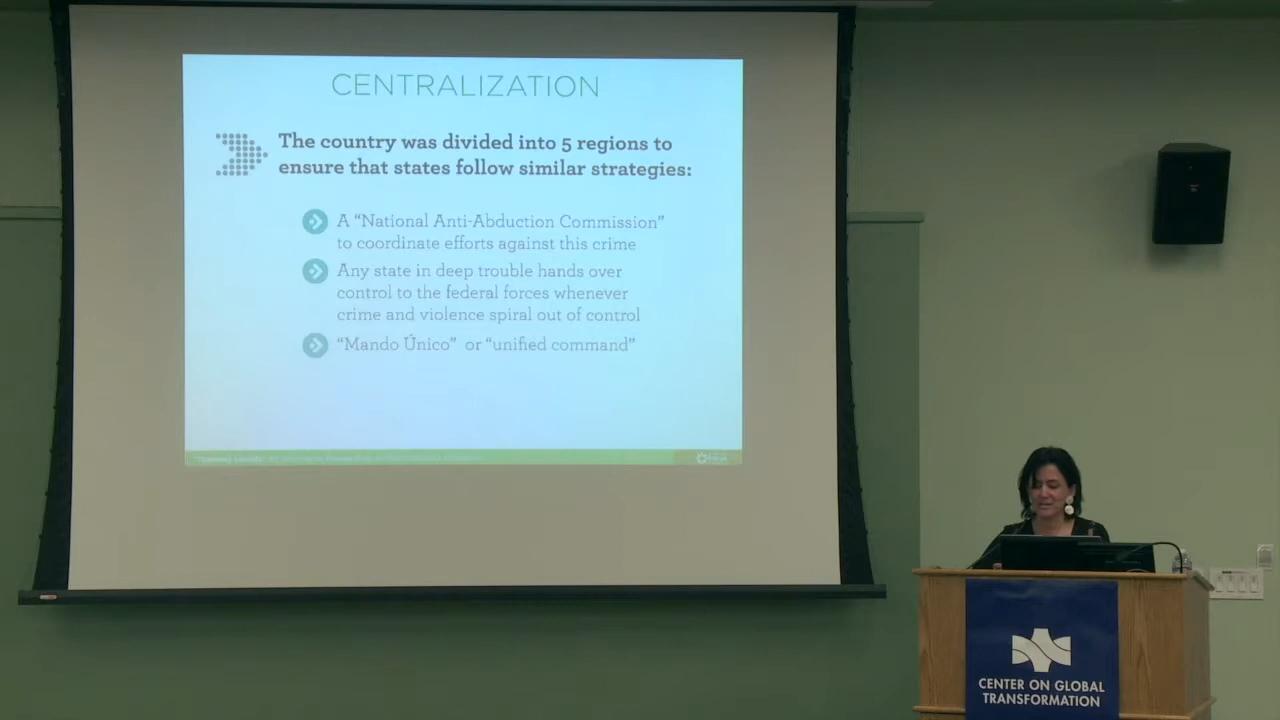 CENTRALIZATION
The country was divided into 5 regions to
ensure that states follow similar strategies:
A “National Anti-Abduction Commission”
to coordinate efforts against this crime
Any state in deep trouble hands over
control to the federal forces whenever
crime and violence spiral out of control
“Mando Único” or “unified command”
CENTER ON GLOBAL
TRANSFORMATION